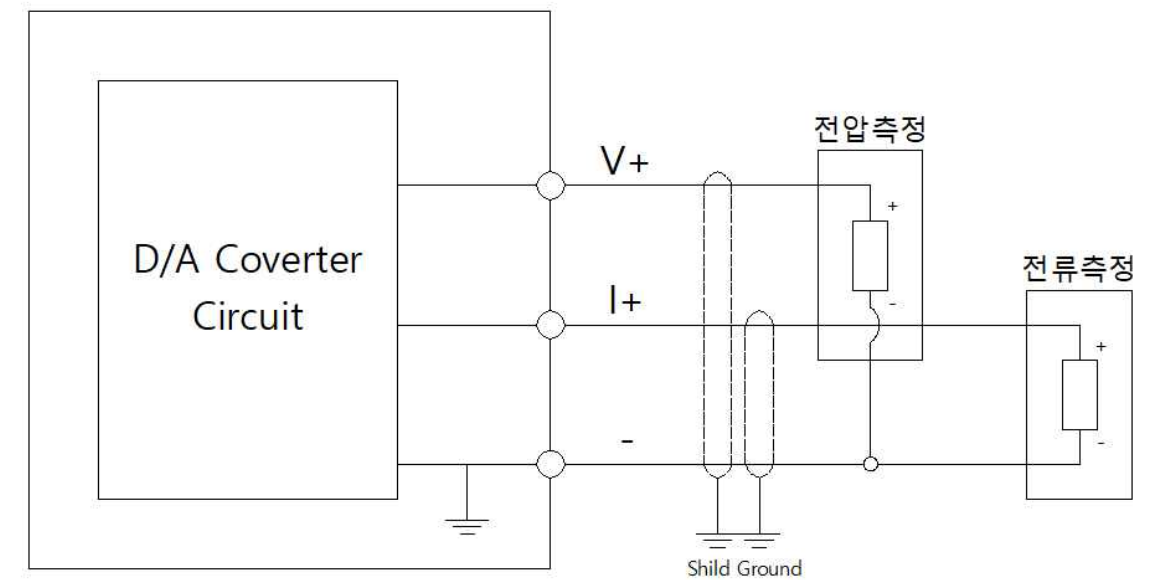 전압측정
V+
+
D/A Coverter
Circuit
전류측정
I+
-
+
-
-
Shild Ground